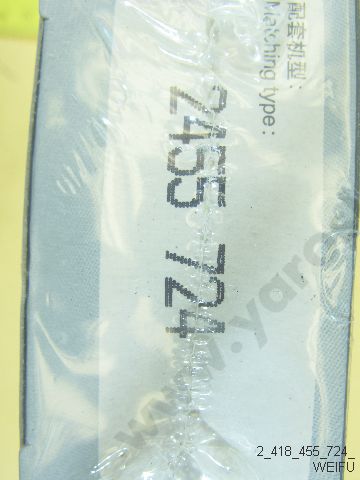 配套机型：
Matching type:
2455 724
www.yaro
2_418_455_724_
WEIFU